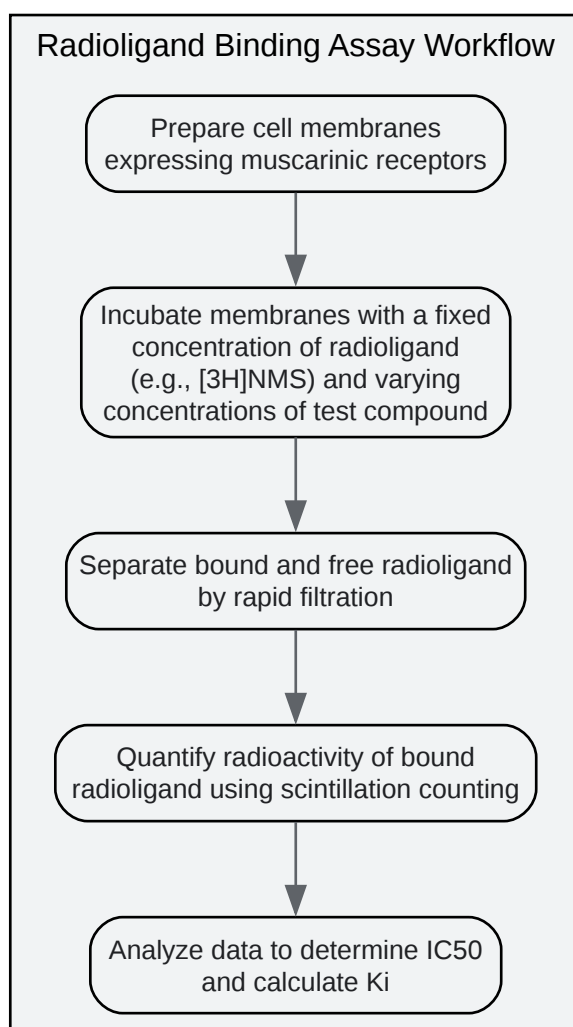 Radioligand Binding Assay Workflow
Prepare cell membranes
expressing muscarinic receptors
Incubate membranes with a fixed
concentration of radioligand
(e.g., [3H]NMS) and varying
concentrations of test compound
Separate bound and free radioligand
by rapid filtration
Quantify radioactivity of bound
radioligand using scintillation counting
Analyze data to determine IC50
and calculate Ki